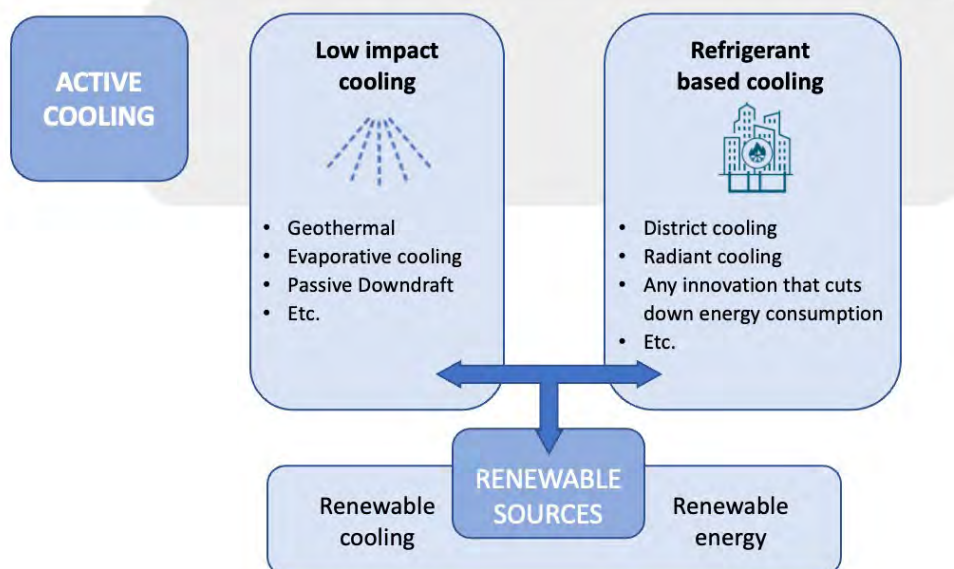 ACTIVE
COOLING
Low impact
cooling
• Geothermal
• Evaporative cooling
• Passive Downdraft
• Etc.
Refrigerant
based cooling
• District cooling
• Radiant cooling
• Any innovation that cuts
down energy consumption
• Etc.
RENEWABLE
SOURCES
Renewable
cooling
Renewable
energy